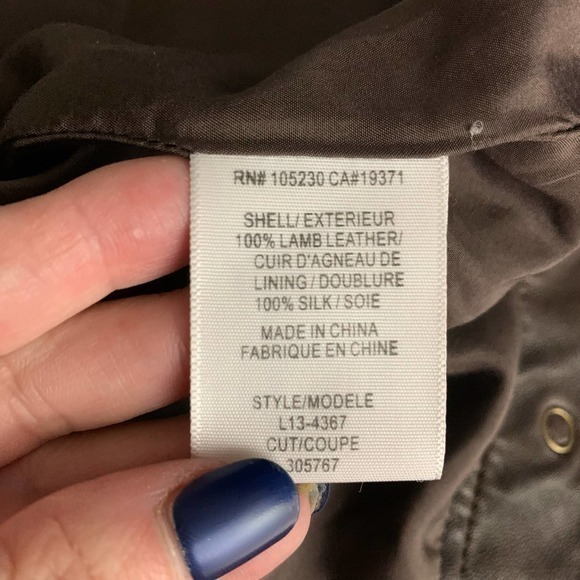 RN# 105230 CA#19371
SHELL/ EXTERIEUR
100% LAMB LEATHER/
CUIR D'AGNEAU DE
LINING / DOUBLURE
100% SILK / SOIE
MADE IN CHINA
FABRIQUE EN CHINE
STYLE/MODELE
L13-4367
CUT/COUPE
305767